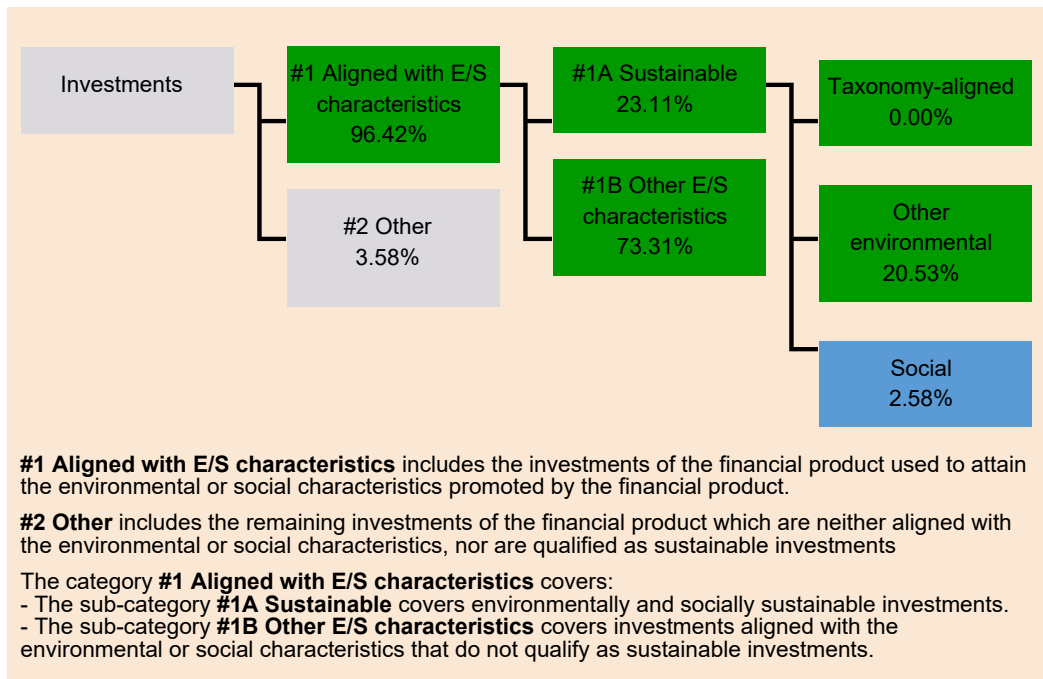 Investments
#1 Aligned with E/S
characteristics
96.42%
#2 Other
3.58%
#1A Sustainable
23.11%
#1B Other E/S
characteristics
73.31%
Taxonomy-aligned
0.00%
Other
environmental
20.53%
Social
2.58%
#1 Aligned with E/S characteristics includes the investments of the financial product used to attain
the environmental or social characteristics promoted by the financial product.
#2 Other includes the remaining investments of the financial product which are neither aligned with
the environmental or social characteristics, nor are qualified as sustainable investments
The category #1 Aligned with E/S characteristics covers:
- The sub-category #1A Sustainable covers environmentally and socially sustainable investments.
- The sub-category #1B Other E/S characteristics covers investments aligned with the
environmental or social characteristics that do not qualify as sustainable investments.